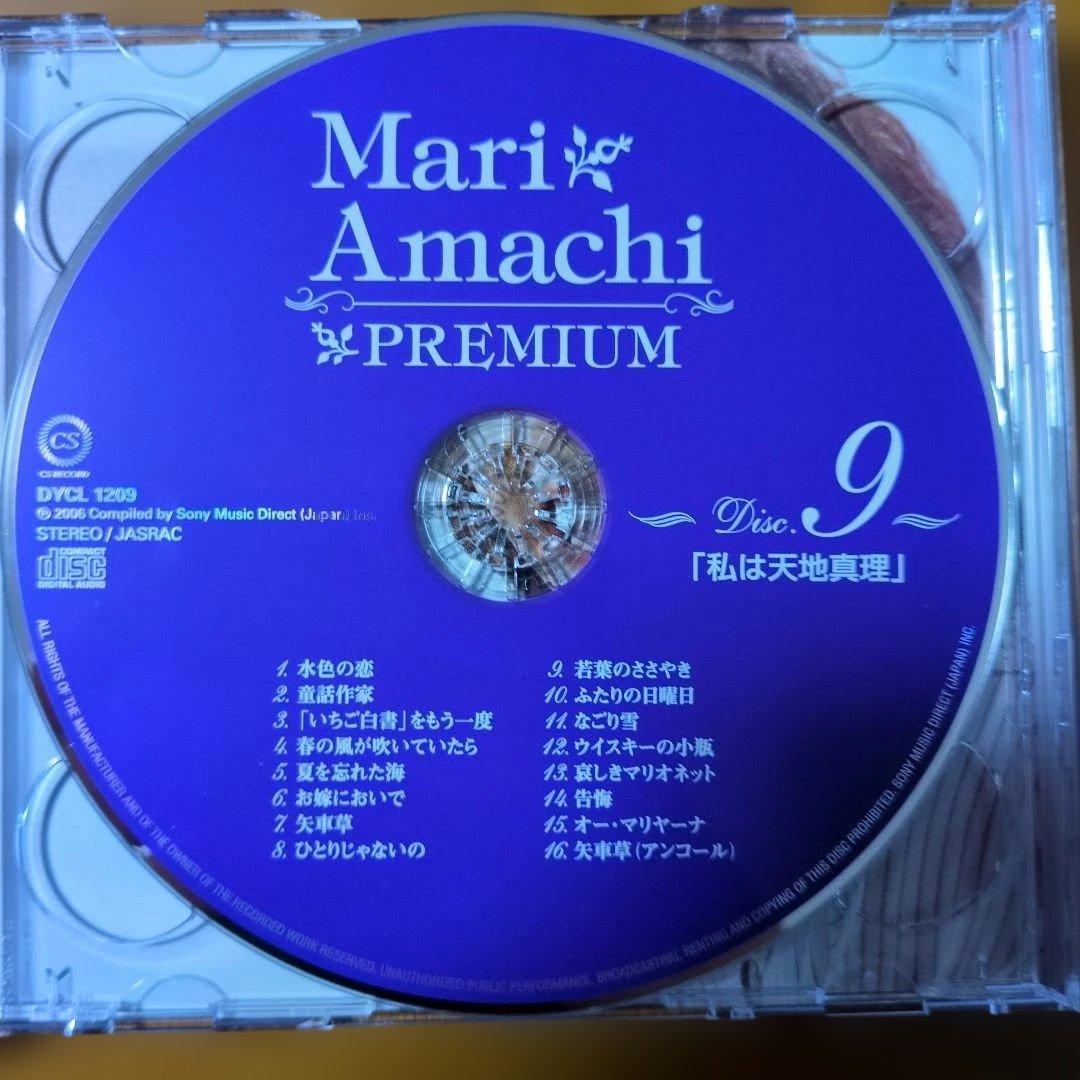 Mari
Amachi
PREMIUM
CS
CS RECORD
DYCL 1209
℗ 2006 Compiled by Sony Music Direct (Japan) Inc.
STEREO / JASRAC
COMPACT
disc
DIGITAL AUDIO
Disc. 9
「私は天地真理」
1. 水色の恋
2. 童話作家
3. 「いちご白書」をもう一度
4. 春の風が吹いていたら
5. 夏を忘れた海
6. お嫁においで
7. 矢車草
8. ひとりじゃないの
9. 若葉のささやき
10. ふたりの日曜日
11. なごり雪
12. ウイスキーの小瓶
13. 哀しきマリオネット
14. 告悔
15. オー・マリヤーナ
16. 矢車草(アンコール)
ALL RIGHTS OF THE MANUFACTURER AND OF THE OWNER OF THE RECORDED WORK RESERVED. UNAUTHORIZED PUBLIC PERFORMANCE, BROADCASTING, RENTING AND COPYING OF THIS DISC PROHIBITED. SONY MUSIC DIRECT (JAPAN) INC.